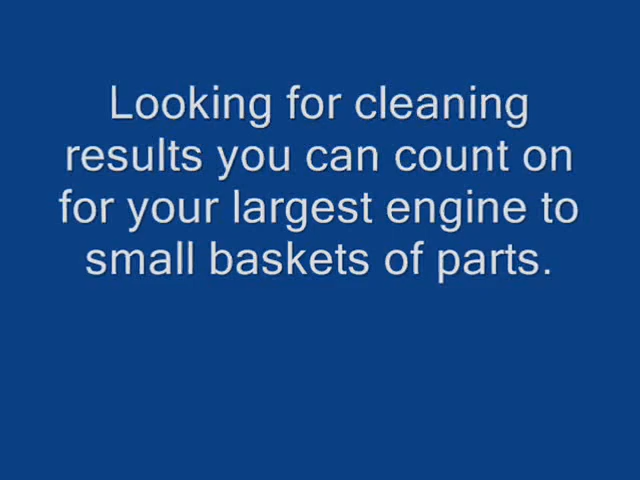 Looking for cleaning
results you can count on
for your largest engine to
small baskets of parts.